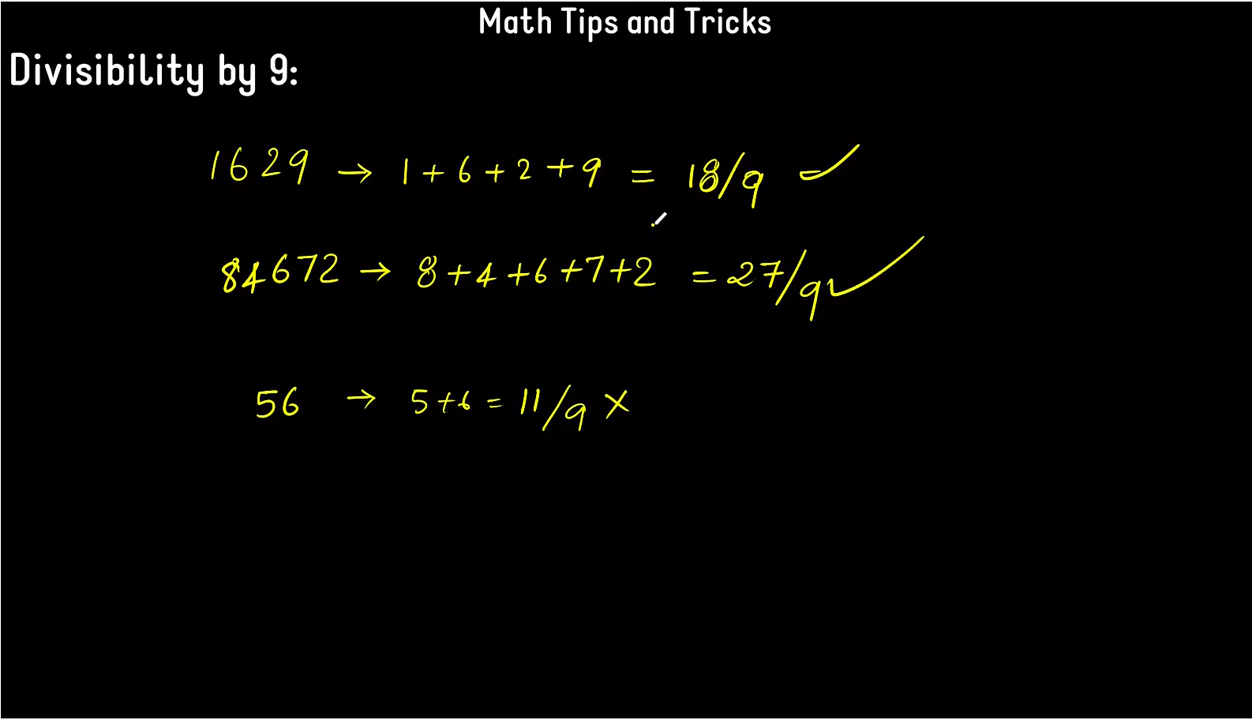 Math Tips and Tricks
Divisibility by 9:
1629 → 1+6+2+9 = 18/9 ✓
84672 → 8+4+6+7+2 = 27/9 ✓
56 → 5+6 = 11/9 ×